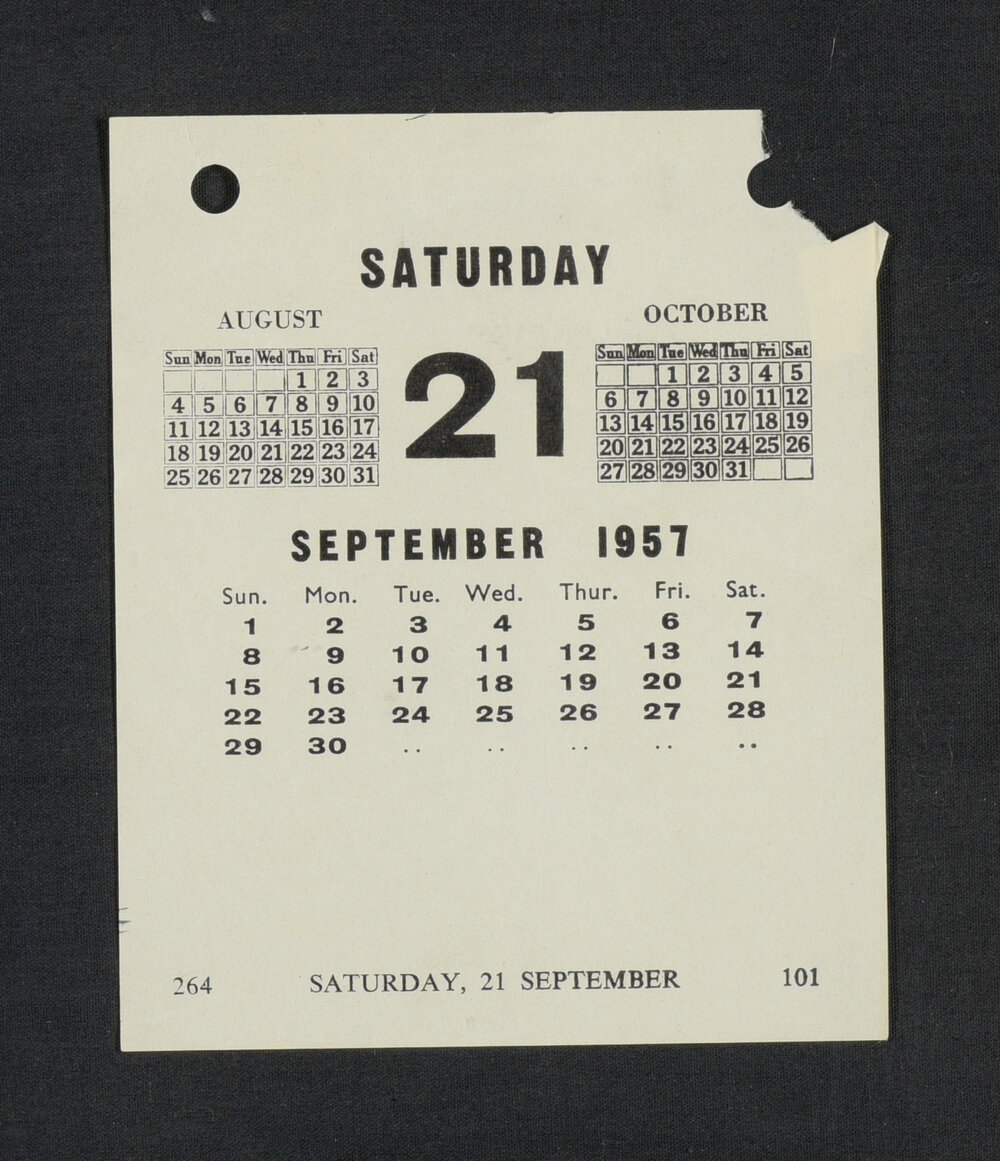 SATURDAY
AUGUST
Sun Mon Tue Wed Thu Fri Sat
1 2 3
4 5 6 7 8 9 10
11 12 13 14 15 16 17
18 19 20 21 22 23 24
25 26 27 28 29 30 31
21
OCTOBER
Sun Mon Tue Wed Thu Fri Sat
1 2 3 4 5
6 7 8 9 10 11 12
13 14 15 16 17 18 19
20 21 22 23 24 25 26
27 28 29 30 31
SEPTEMBER 1957
Sun. Mon. Tue. Wed. Thur. Fri. Sat.
1 2 3 4 5 6 7
8 9 10 11 12 13 14
15 16 17 18 19 20 21
22 23 24 25 26 27 28
29 30 .. .. .. .. ..
264 SATURDAY, 21 SEPTEMBER 101